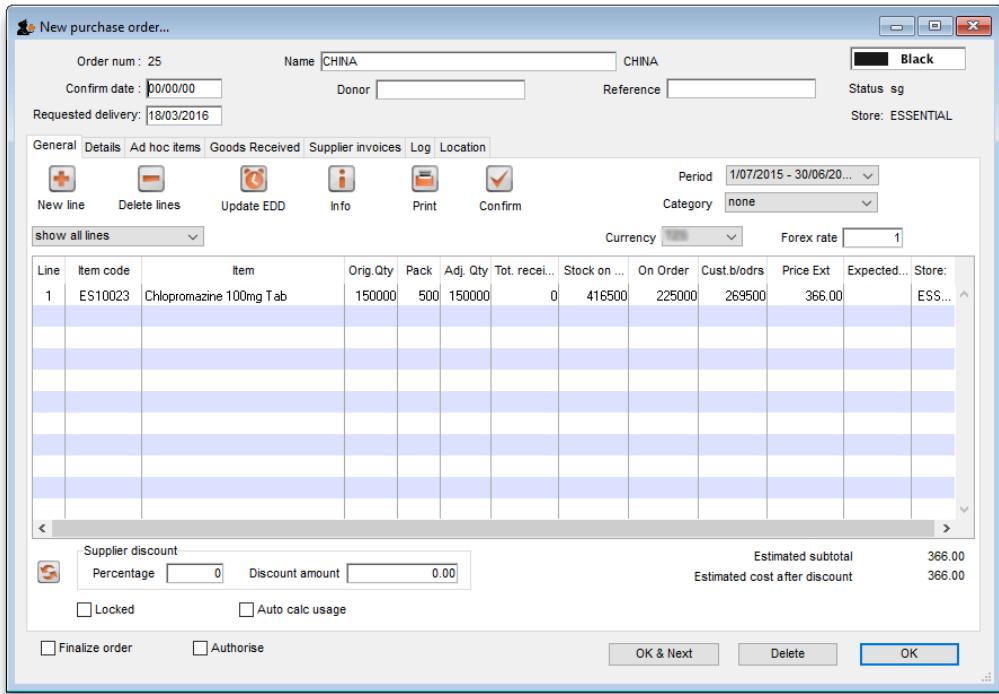 New purchase order...
Order num : 25 Name CHINA CHINA Black
Confirm date : 00/00/00 Donor Reference Status sg
Requested delivery: 18/03/2016 Store: ESSENTIAL
General Details Ad hoc items Goods Received Supplier invoices Log Location
Period 1/07/2015 - 30/06/20...
New line Delete lines Update EDD Info Print Confirm Category none
show all lines Currency Forex rate 1
Line Item code Item Orig.Qty Pack Adj. Qty Tot. recei... Stock on ... On Order Cust.b/odrs Price Ext Expected... Store:
1 ES10023 Chlopromazine 100mg Tab 150000 500 150000 0 416500 225000 269500 366.00 ESS...
Supplier discount Estimated subtotal 366.00
Percentage 0 Discount amount 0.00 Estimated cost after discount 366.00
Locked Auto calc usage
Finalize order Authorise OK & Next Delete OK